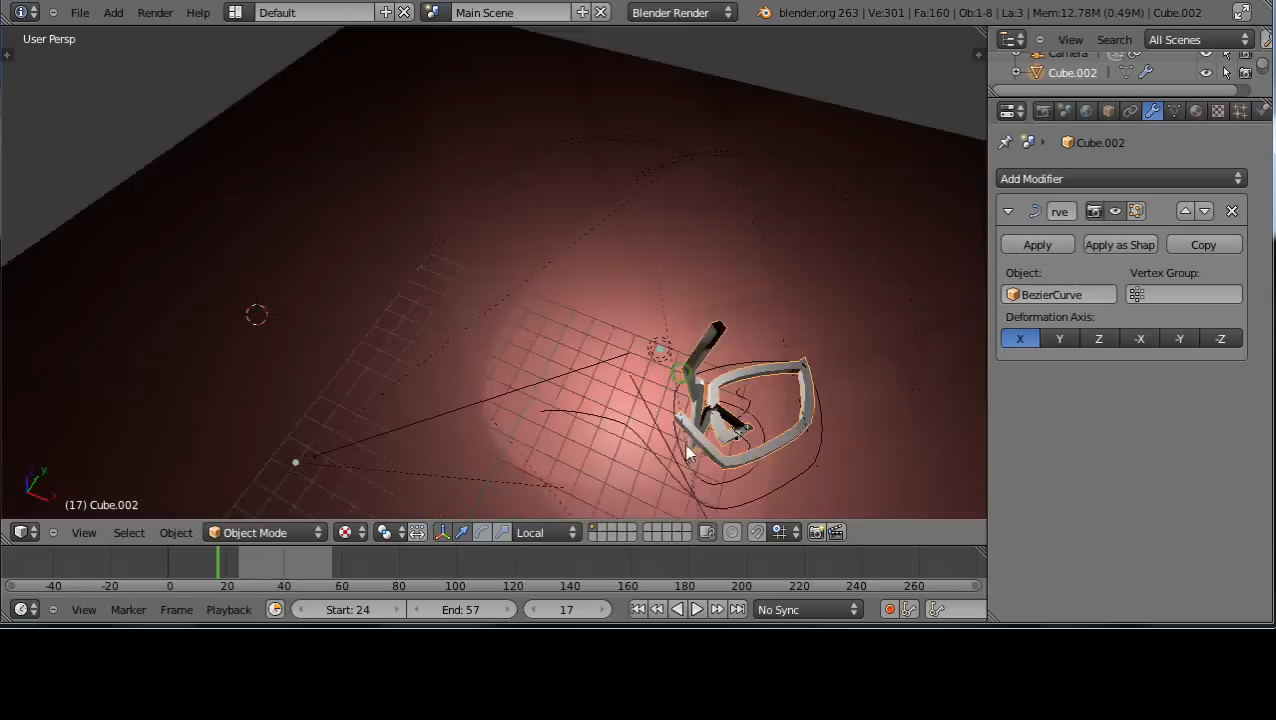 File Add Render Help Default Main Scene Blender Render blender.org 263 | Ve:301 | Fa:160 | Ob:1-8 | La:3 | Mem:12.78M (0.49M) | Cube.002
User Persp
View Search All Scenes
Camera
Cube.002
Cube.002
Add Modifier
rve
Apply Apply as Shap Copy
Object: Vertex Group:
BezierCurve
Deformation Axis:
X Y Z -X -Y -Z
z y x
(17) Cube.002
View Select Object Object Mode Local
-40 -20 0 20 40 60 80 100 120 140 160 180 200 220 240 260
View Marker Frame Playback Start: 24 End: 57 17 No Sync